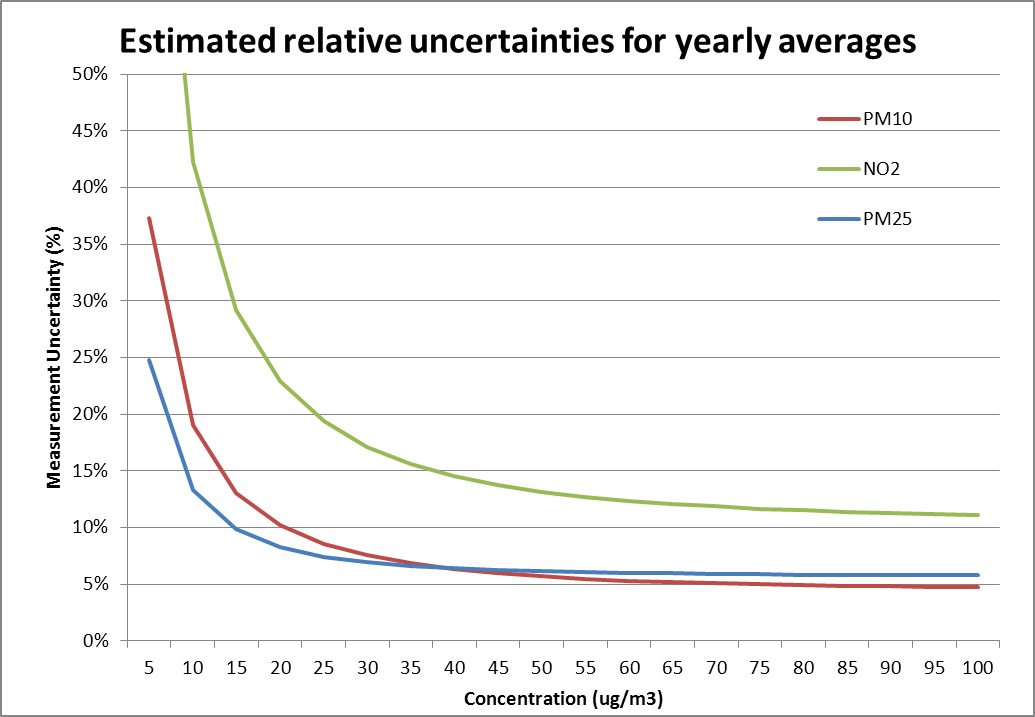 Estimated relative uncertainties for yearly averages
50%
45%
40%
35%
30%
25%
20%
15%
10%
5%
0%
Measurement Uncertainty (%)
PM10
NO2
PM25
5 10 15 20 25 30 35 40 45 50 55 60 65 70 75 80 85 90 95 100
Concentration (ug/m3)